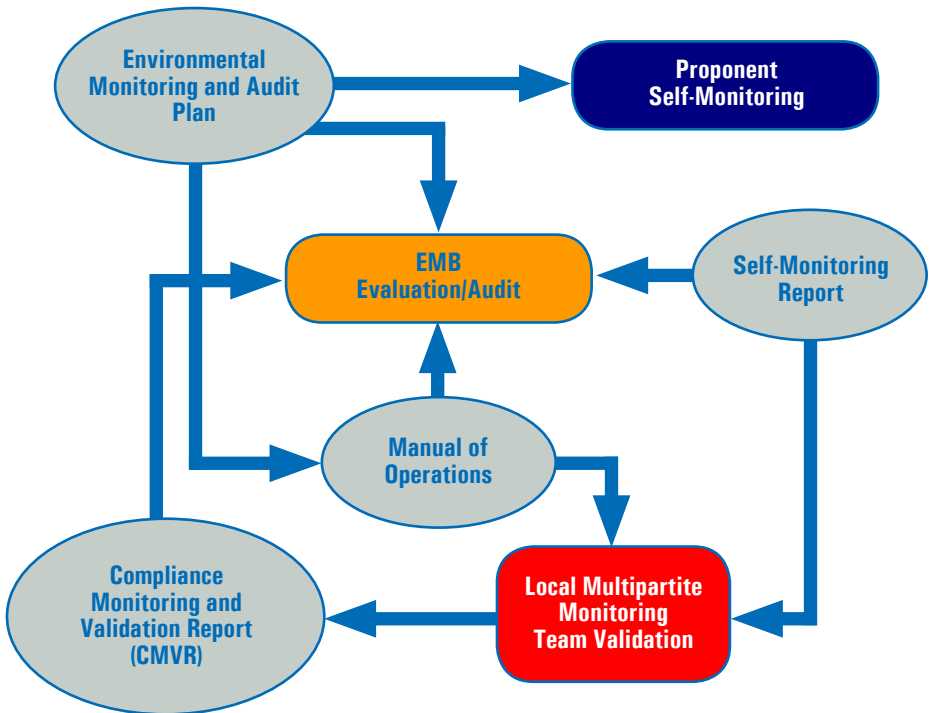 Environmental
Monitoring and Audit
Plan
Proponent
Self-Monitoring
EMB
Evaluation/Audit
Self-Monitoring
Report
Manual of
Operations
Compliance
Monitoring and
Validation Report
(CMVR)
Local Multipartite
Monitoring
Team Validation